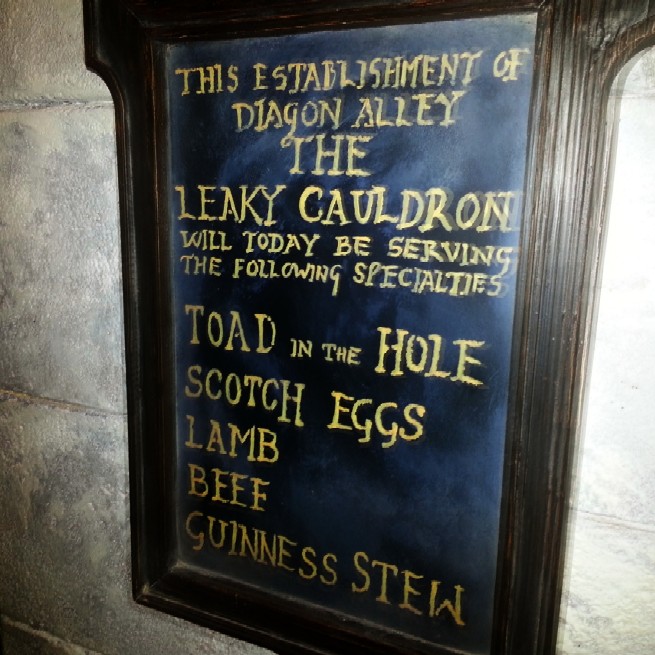 THIS ESTABLISHMENT OF
DIAGON ALLEY
THE
LEAKY CAULDRON
WILL TODAY BE SERVING
THE FOLLOWING SPECIALTIES
TOAD IN THE HOLE
SCOTCH EGGS
LAMB
BEEF
GUINNESS STEW